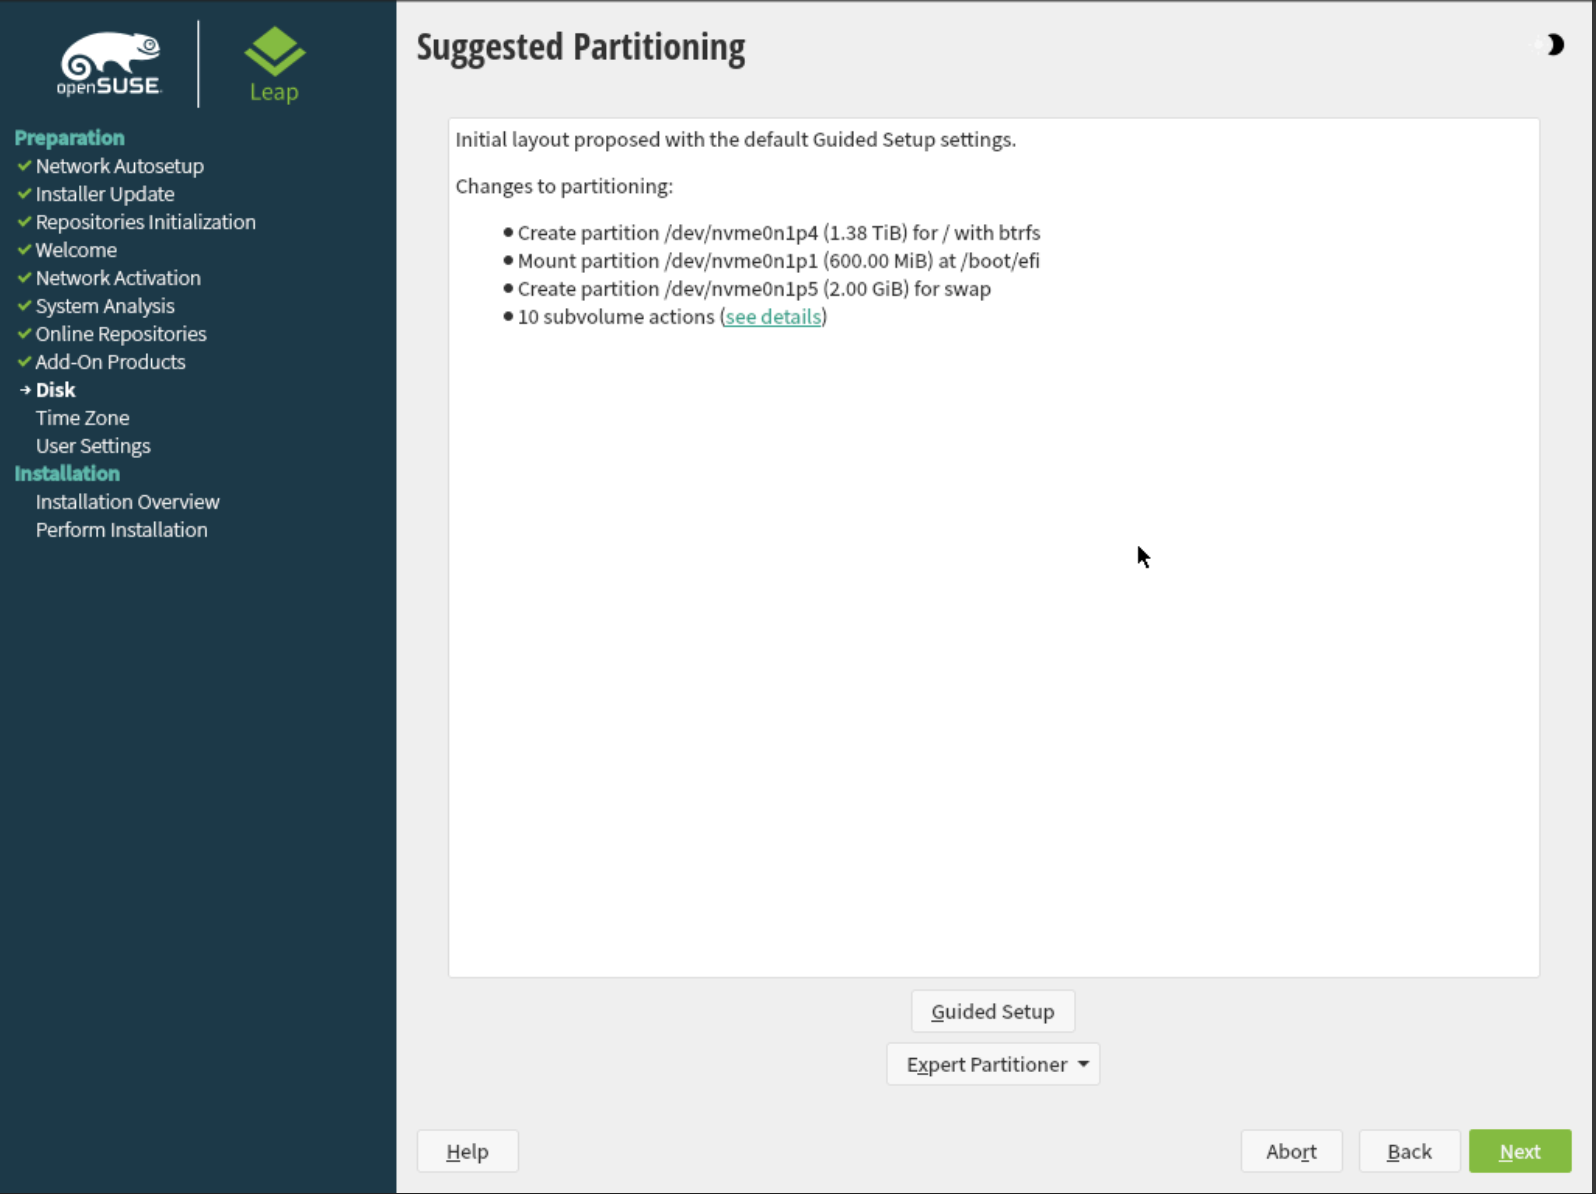 openSUSE
Leap
Preparation
Network Autosetup
Installer Update
Repositories Initialization
Welcome
Network Activation
System Analysis
Online Repositories
Add-On Products
Disk
Time Zone
User Settings
Installation
Installation Overview
Perform Installation
Suggested Partitioning
Initial layout proposed with the default Guided Setup settings.
Changes to partitioning:
Create partition /dev/nvme0n1p4 (1.38 TiB) for / with btrfs
Mount partition /dev/nvme0n1p1 (600.00 MiB) at /boot/efi
Create partition /dev/nvme0n1p5 (2.00 GiB) for swap
10 subvolume actions (see details)
Guided Setup
Expert Partitioner
Help
Abort
Back
Next